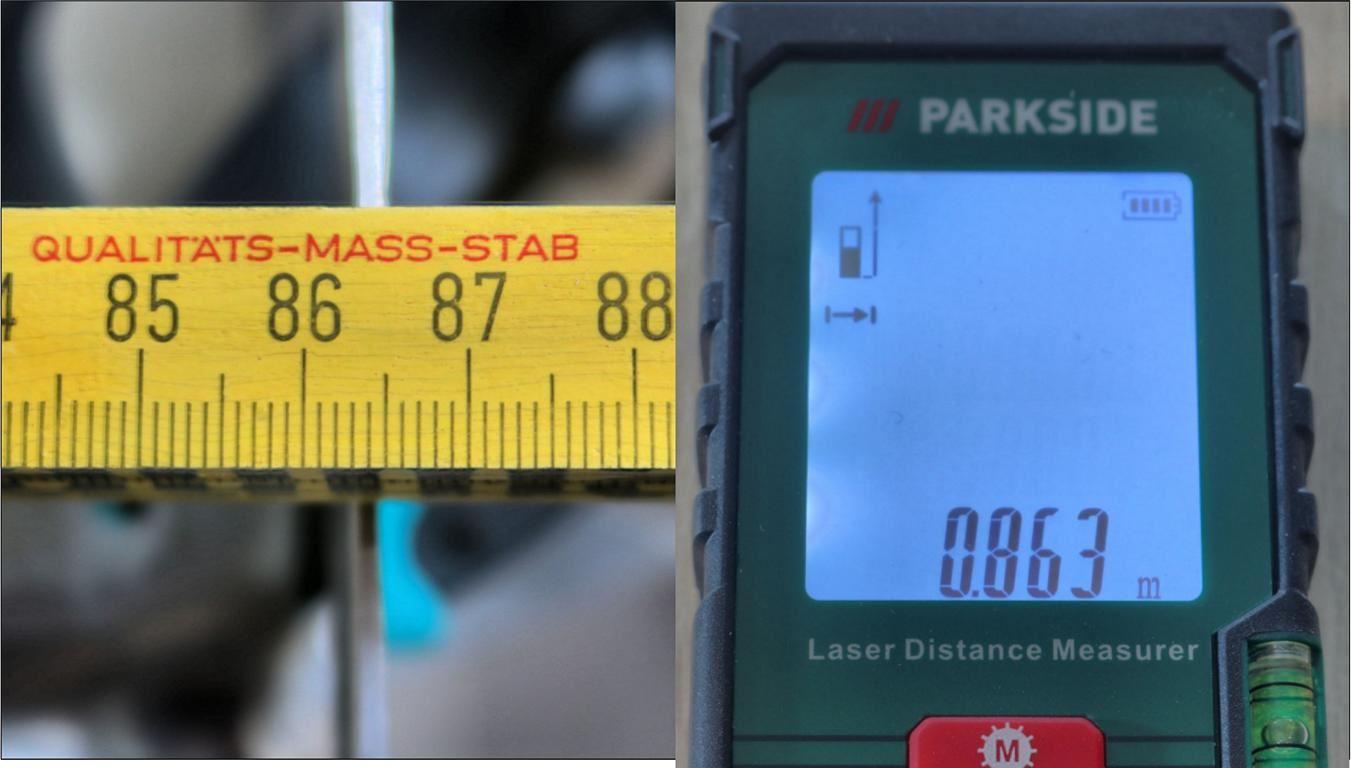 QUALITÄTS-MASS-STAB
85 86 87 88
PARKSIDE
0.863 m
Laser Distance Measurer
M